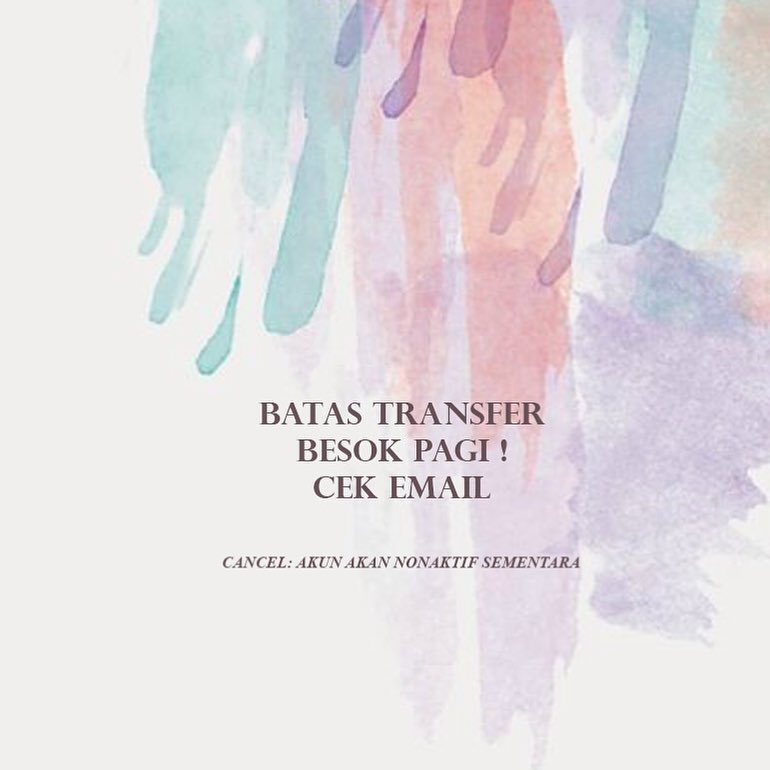 BATAS TRANSFER
BESOK PAGI !
CEK EMAIL
CANCEL: AKUN AKAN NONAKTIF SEMENTARA